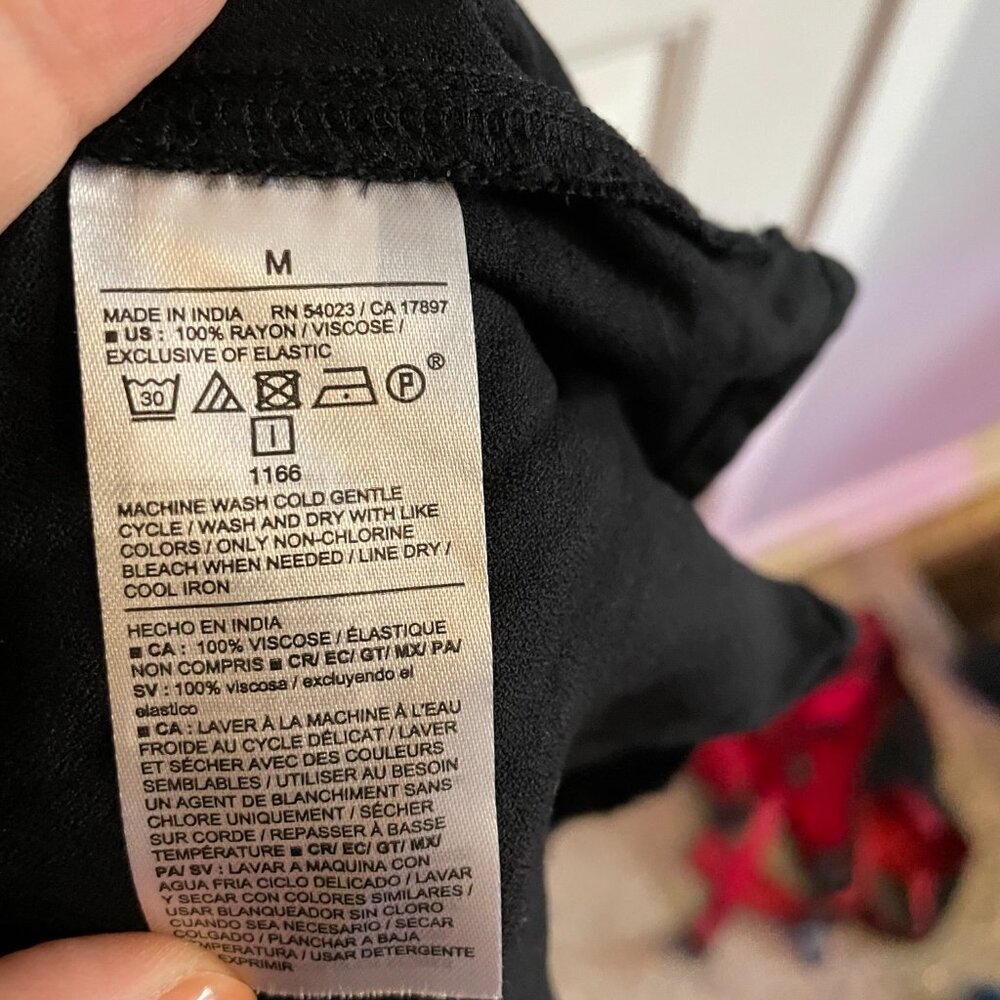 M
MADE IN INDIA RN 54023 / CA 17897
■ US : 100% RAYON / VISCOSE /
EXCLUSIVE OF ELASTIC
30 P ®
I
1166
MACHINE WASH COLD GENTLE
CYCLE / WASH AND DRY WITH LIKE
COLORS / ONLY NON-CHLORINE
BLEACH WHEN NEEDED / LINE DRY /
COOL IRON
HECHO EN INDIA
■ CA : 100% VISCOSE / ÉLASTIQUE
NON COMPRIS ■ CR/ EC/ GT/ MX/ PA/
SV : 100% viscosa / excluyendo el
elastico
■ CA : LAVER À LA MACHINE À L'EAU
FROIDE AU CYCLE DÉLICAT / LAVER
ET SÉCHER AVEC DES COULEURS
SEMBLABLES / UTILISER AU BESOIN
UN AGENT DE BLANCHIMENT SANS
CHLORE UNIQUEMENT / SÉCHER
SUR CORDE / REPASSER À BASSE
TEMPÉRATURE ■ CR/ EC/ GT/ MX/
PA/ SV : LAVAR A MAQUINA CON
AGUA FRIA CICLO DELICADO / LAVAR
Y SECAR CON COLORES SIMILARES /
USAR BLANQUEADOR SIN CLORO
CUANDO SEA NECESARIO / SECAR
COLGADO / PLANCHAR A BAJA
MPERATURA / USAR DETERGENTE
EXPRIMIR